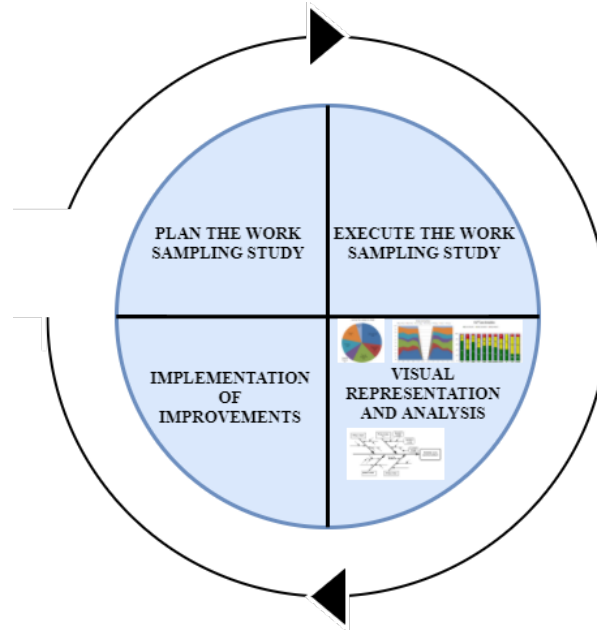 PLAN THE WORK
SAMPLING STUDY
EXECUTE THE WORK
SAMPLING STUDY
IMPLEMENTATION
OF
IMPROVEMENTS
VISUAL
REPRESENTATION
AND ANALYSIS